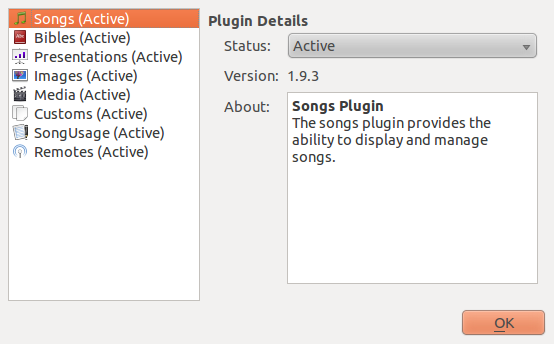 Songs (Active)
Bibles (Active)
Presentations (Active)
Images (Active)
Media (Active)
Customs (Active)
SongUsage (Active)
Remotes (Active)
Plugin Details
Status: Active
Version: 1.9.3
About: Songs Plugin
The songs plugin provides the
ability to display and manage
songs.
OK